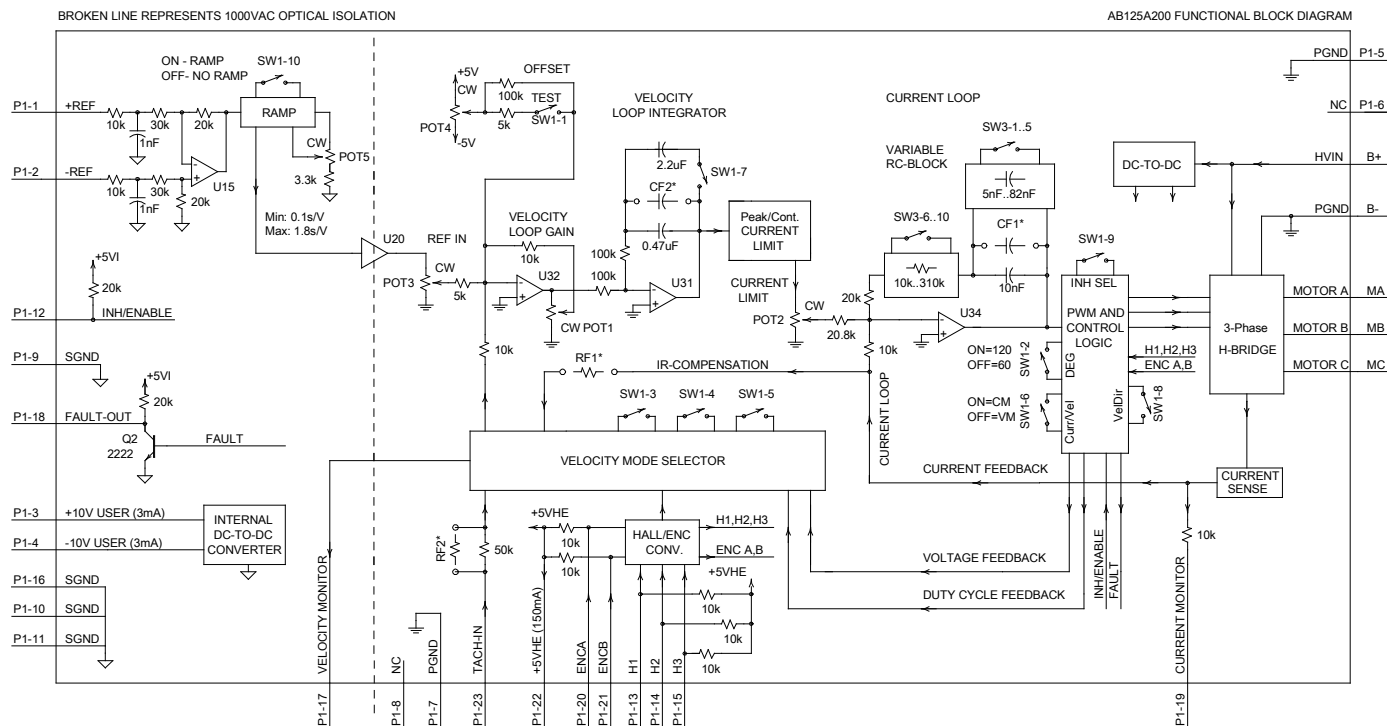 BROKEN LINE REPRESENTS 1000VAC OPTICAL ISOLATION
AB125A200 FUNCTIONAL BLOCK DIAGRAM
P1-1
+REF
10k
1nF
30k
20k
P1-2
-REF
10k
1nF
30k
20k
U15
ON - RAMP
OFF- NO RAMP
SW1-10
RAMP
CW
POT5
3.3k
Min: 0.1s/V
Max: 1.8s/V
U20
+5VI
20k
P1-12
INH/ENABLE
P1-9
SGND
+5VI
20k
P1-18
FAULT-OUT
Q2
2222
FAULT
P1-3
+10V USER (3mA)
P1-4
-10V USER (3mA)
INTERNAL
DC-TO-DC
CONVERTER
P1-16
SGND
P1-10
SGND
P1-11
SGND
+5V
CW
POT4
-5V
OFFSET
100k
TEST
5k
SW1-1
REF IN
CW
POT3
5k
VELOCITY
LOOP GAIN
10k
U32
CW POT1
VELOCITY
LOOP INTEGRATOR
2.2uF
SW1-7
CF2*
0.47uF
100k
100k
U31
Peak/Cont.
CURRENT
LIMIT
CURRENT
LIMIT
CW
POT2
20.8k
CURRENT LOOP
SW3-1..5
VARIABLE
RC-BLOCK
5nF..82nF
SW3-6..10
10k..310k
CF1*
10nF
20k
10k
U34
10k
RF1*
IR-COMPENSATION
CURRENT LOOP
SW1-3
SW1-4
SW1-5
VELOCITY MODE SELECTOR
SW1-9
INH SEL
PWM AND
CONTROL
LOGIC
ON=120
OFF=60
SW1-2
DEG
ON=CM
OFF=VM
SW1-6
Curr/Vel
VelDir
SW1-8
H1,H2,H3
ENC A,B
DC-TO-DC
3-Phase
H-BRIDGE
PGND
P1-5
NC
P1-6
HVIN
B+
PGND
B-
MOTOR A
MA
MOTOR B
MB
MOTOR C
MC
CURRENT FEEDBACK
CURRENT
SENSE
10k
VOLTAGE FEEDBACK
DUTY CYCLE FEEDBACK
INH/ENABLE
FAULT
CURRENT MONITOR
RF2*
50k
+5VHE
10k
10k
HALL/ENC
CONV.
H1,H2,H3
ENC A,B
+5VHE
10k
10k
10k
VELOCITY MONITOR
NC
PGND
TACH-IN
+5VHE (150mA)
ENCA
ENCB
H1
H2
H3
P1-17
P1-8
P1-7
P1-23
P1-22
P1-20
P1-21
P1-13
P1-14
P1-15
P1-19